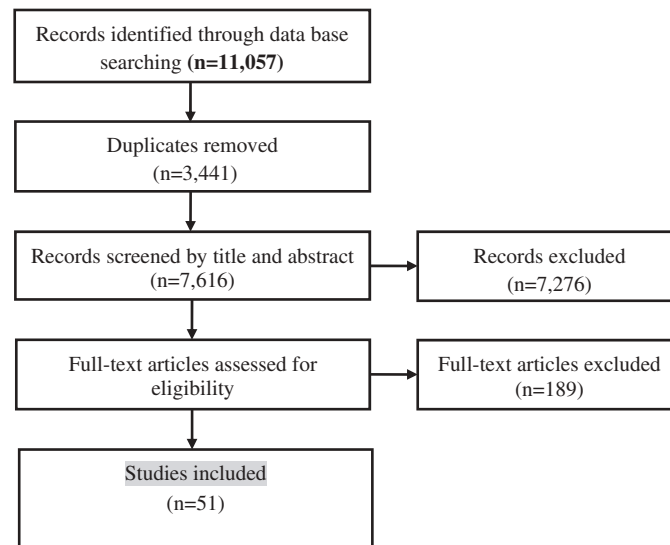 Records identified through data base
searching (n=11,057)
Duplicates removed
(n=3,441)
Records screened by title and abstract
(n=7,616)
Records excluded
(n=7,276)
Full-text articles assessed for
eligibility
Full-text articles excluded
(n=189)
Studies included
(n=51)